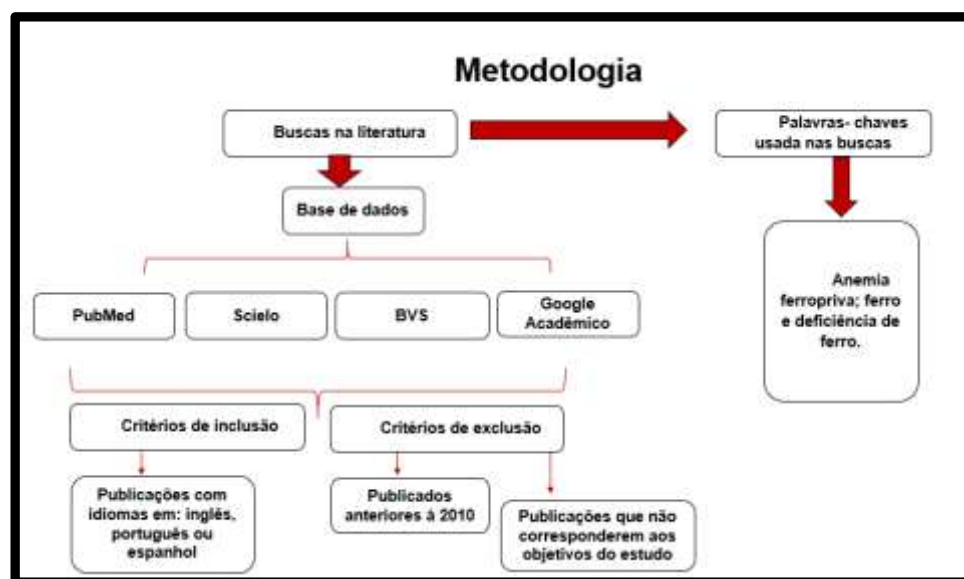 Metodologia
Buscas na literatura
Palavras- chaves
usada nas buscas
Base de dados
PubMed
Scielo
BVS
Google
Acadêmico
Anemia
ferropriva; ferro
e deficiência de
ferro.
Critérios de inclusão
Critérios de exclusão
Publicações com
idiomas em: inglês,
português ou
espanhol
Publicados
anteriores á 2010
Publicações que não
corresponderem aos
objetivos do estudo